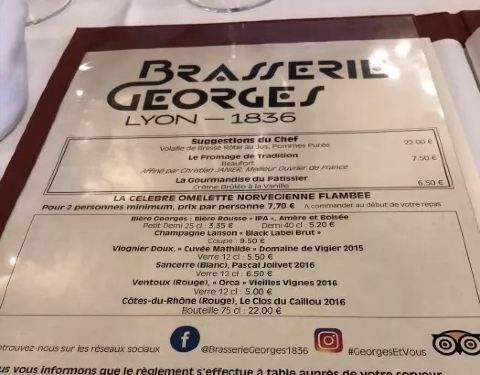 BRASSERIE
GEORGES
LYON — 1836
Suggestions du Chef
Volaille de Bresse Rôtie au Jus, Pommes Purée 22.00 €
Le Fromage de Tradition
Beaufort 7.50 €
Affiné par Christian JANIER, Meilleur Ouvrier de France
La Gourmandise du Pâtissier
Crème Brûlée à la Vanille 6.50 €
LA CELEBRE OMELETTE NORVEGIENNE FLAMBEE
Pour 2 personnes minimum, prix par personne 7,70 € A commander au début de votre repas
Bière Georges : Bière Rousse « IPA », Amère et Boisée
Petit Demi 25 cl : 3.35 € Demi 40 cl : 5.20 €
Champagne Lanson « Black Label Brut »
Coupe : 9.50 €
Viognier Doux, « Cuvée Mathilde » Domaine de Vigier 2015
Verre 12 cl : 5.50 €
Sancerre (Blanc), Pascal Jolivet 2016
Verre 12 cl : 6.50 €
Ventoux (Rouge), « Orca » Vieilles Vignes 2016
Verre 12 cl : 5.00 €
Côtes-du-Rhône (Rouge), Le Clos du Caillou 2016
Bouteille 75 cl : 22.00 €
etrouvez-nous sur les réseaux sociaux f @BrasserieGeorges1836 #GeorgesEtVous
us vous informons que le règlement s'effectue à table auprès de votre serveur